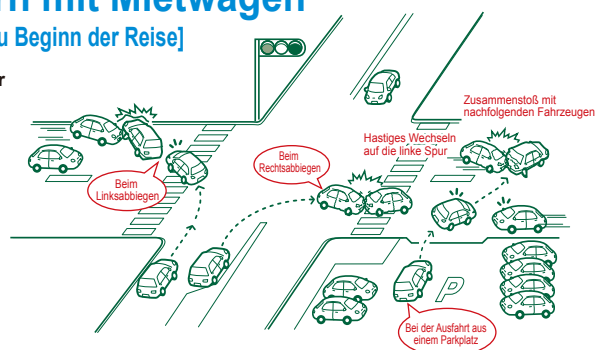 rn mit Mietwagen
u Beginn der Reise]
r
Zusammenstoß mit
nachfolgenden Fahrzeugen
Hastiges Wechseln
auf die linke Spur
Beim
Rechtsabbiegen
Beim
Linksabbiegen
P
Bei der Ausfahrt aus
einem Parkplatz